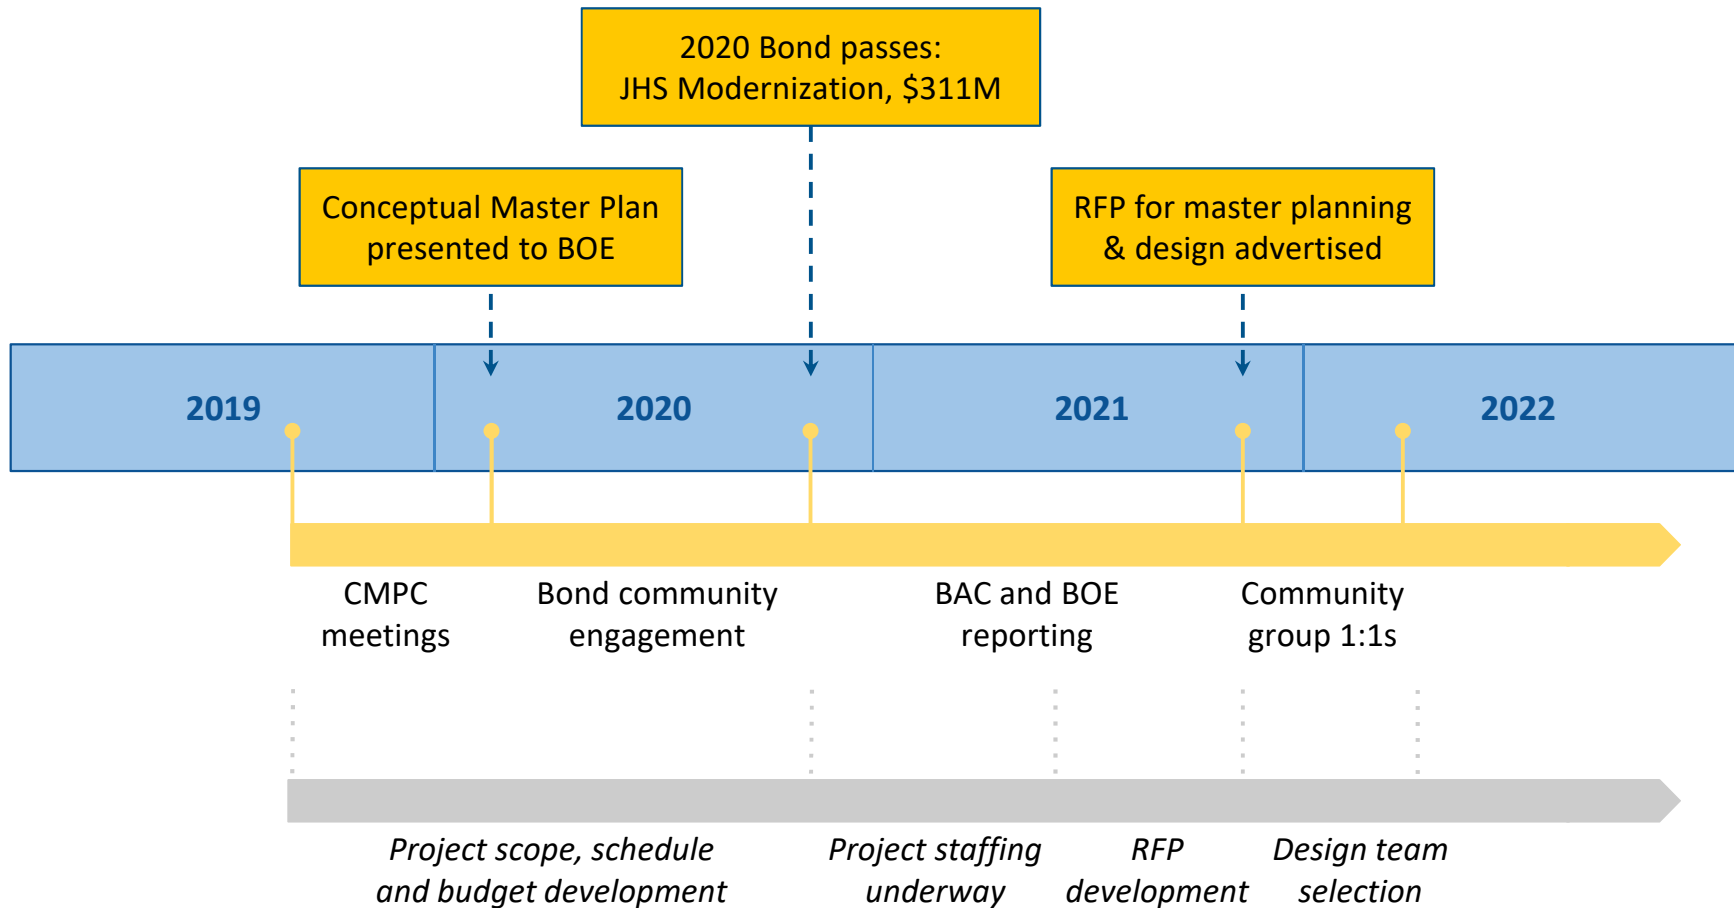 2020 Bond passes:
JHS Modernization, $311M
Conceptual Master Plan
presented to BOE
RFP for master planning
& design advertised
2019
2020
2021
2022
CMPC
meetings
Bond community
engagement
BAC and BOE
reporting
Community
group 1:1s
Project scope, schedule
and budget development
Project staffing
underway
RFP
development
Design team
selection